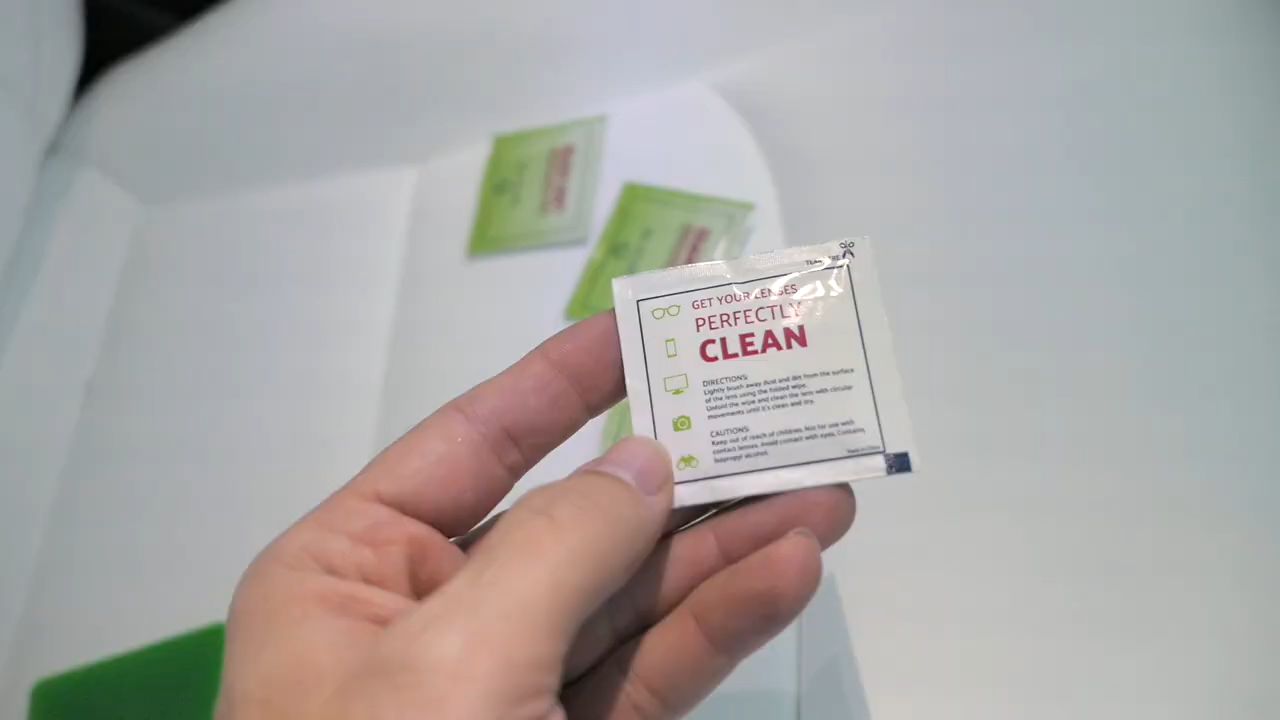 TEAR HERE
GET YOUR LENSES
PERFECTLY
CLEAN
DIRECTIONS:
Lightly brush away dust and dirt from the surface
of the lens using the folded wipe.
Unfold the wipe and clean the lens with circular
movements until it's clean and dry.
CAUTIONS:
Keep out of reach of children. Not for use with
contact lenses. Avoid contact with eyes. Contains
Isopropyl alcohol.
Made in China